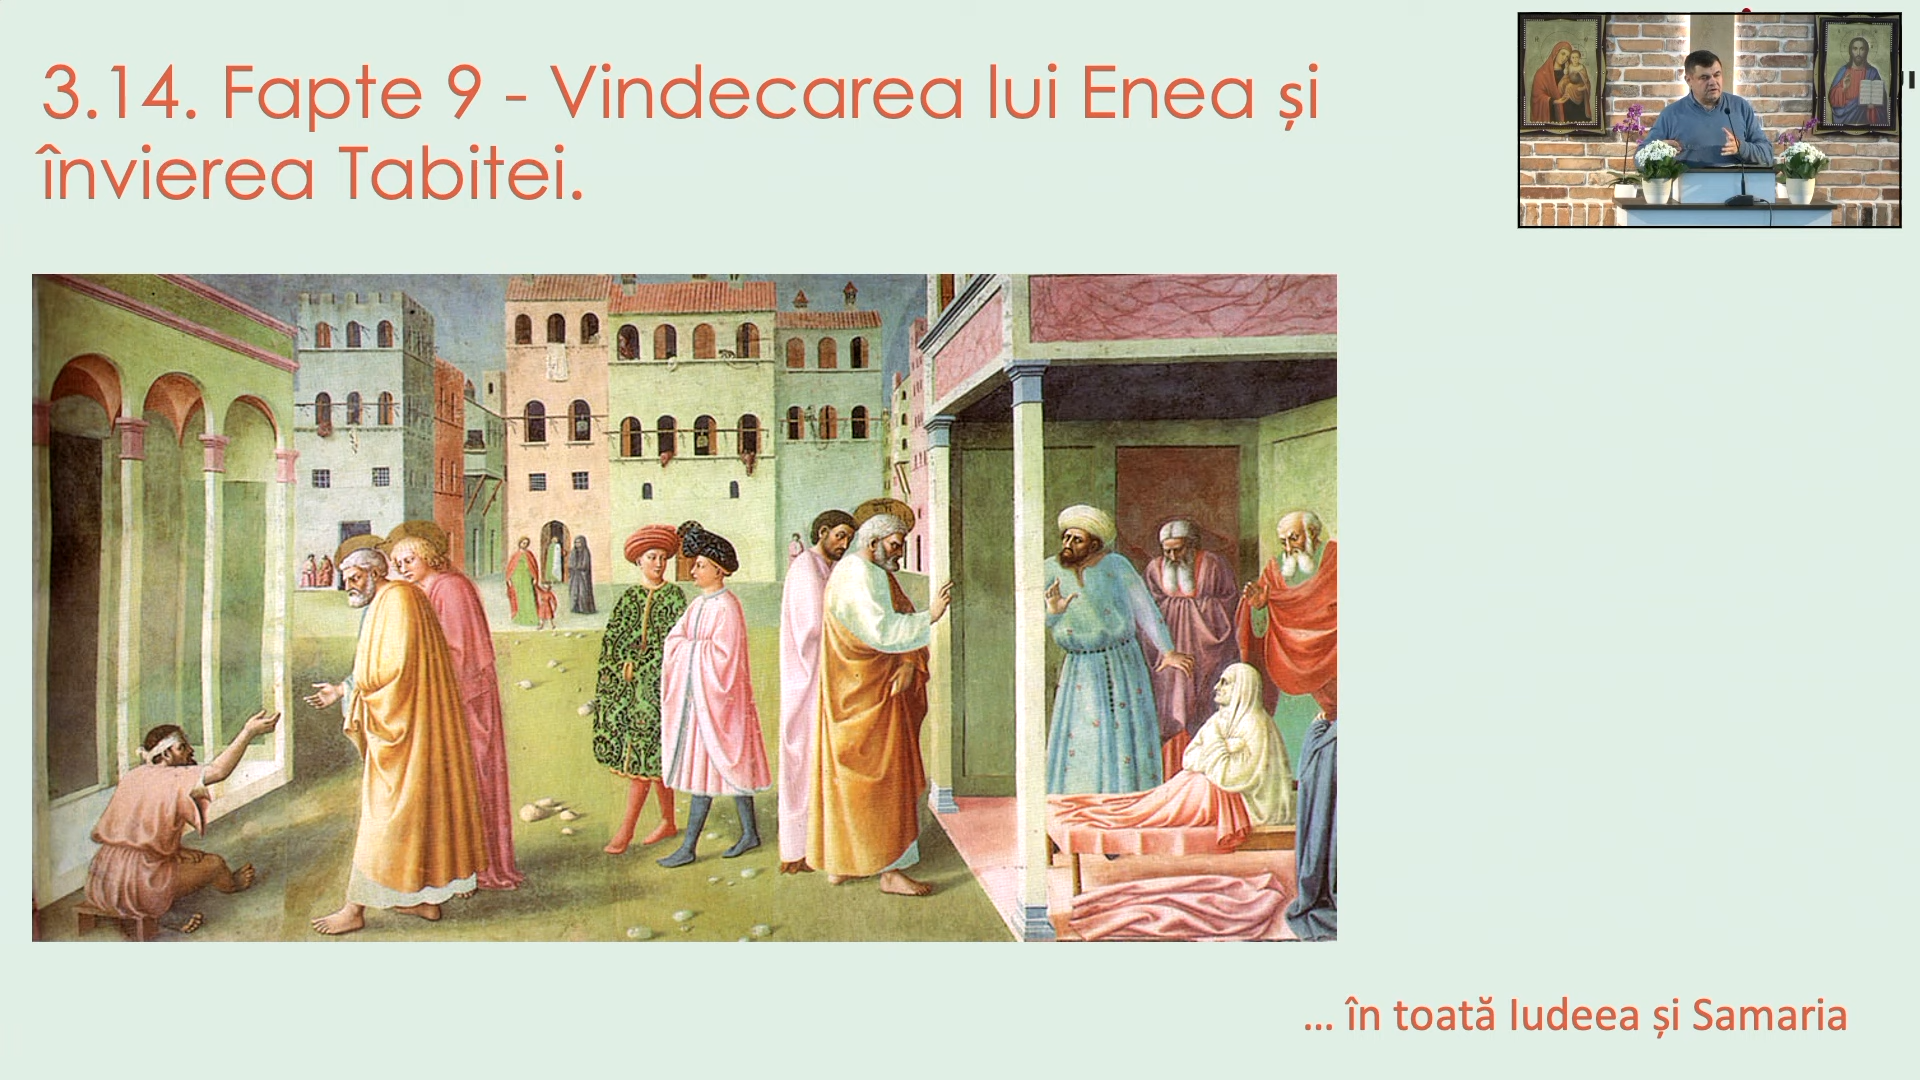 3.14. Fapte 9 - Vindecarea lui Enea și
învierea Tabitei.
... în toată Iudeea și Samaria